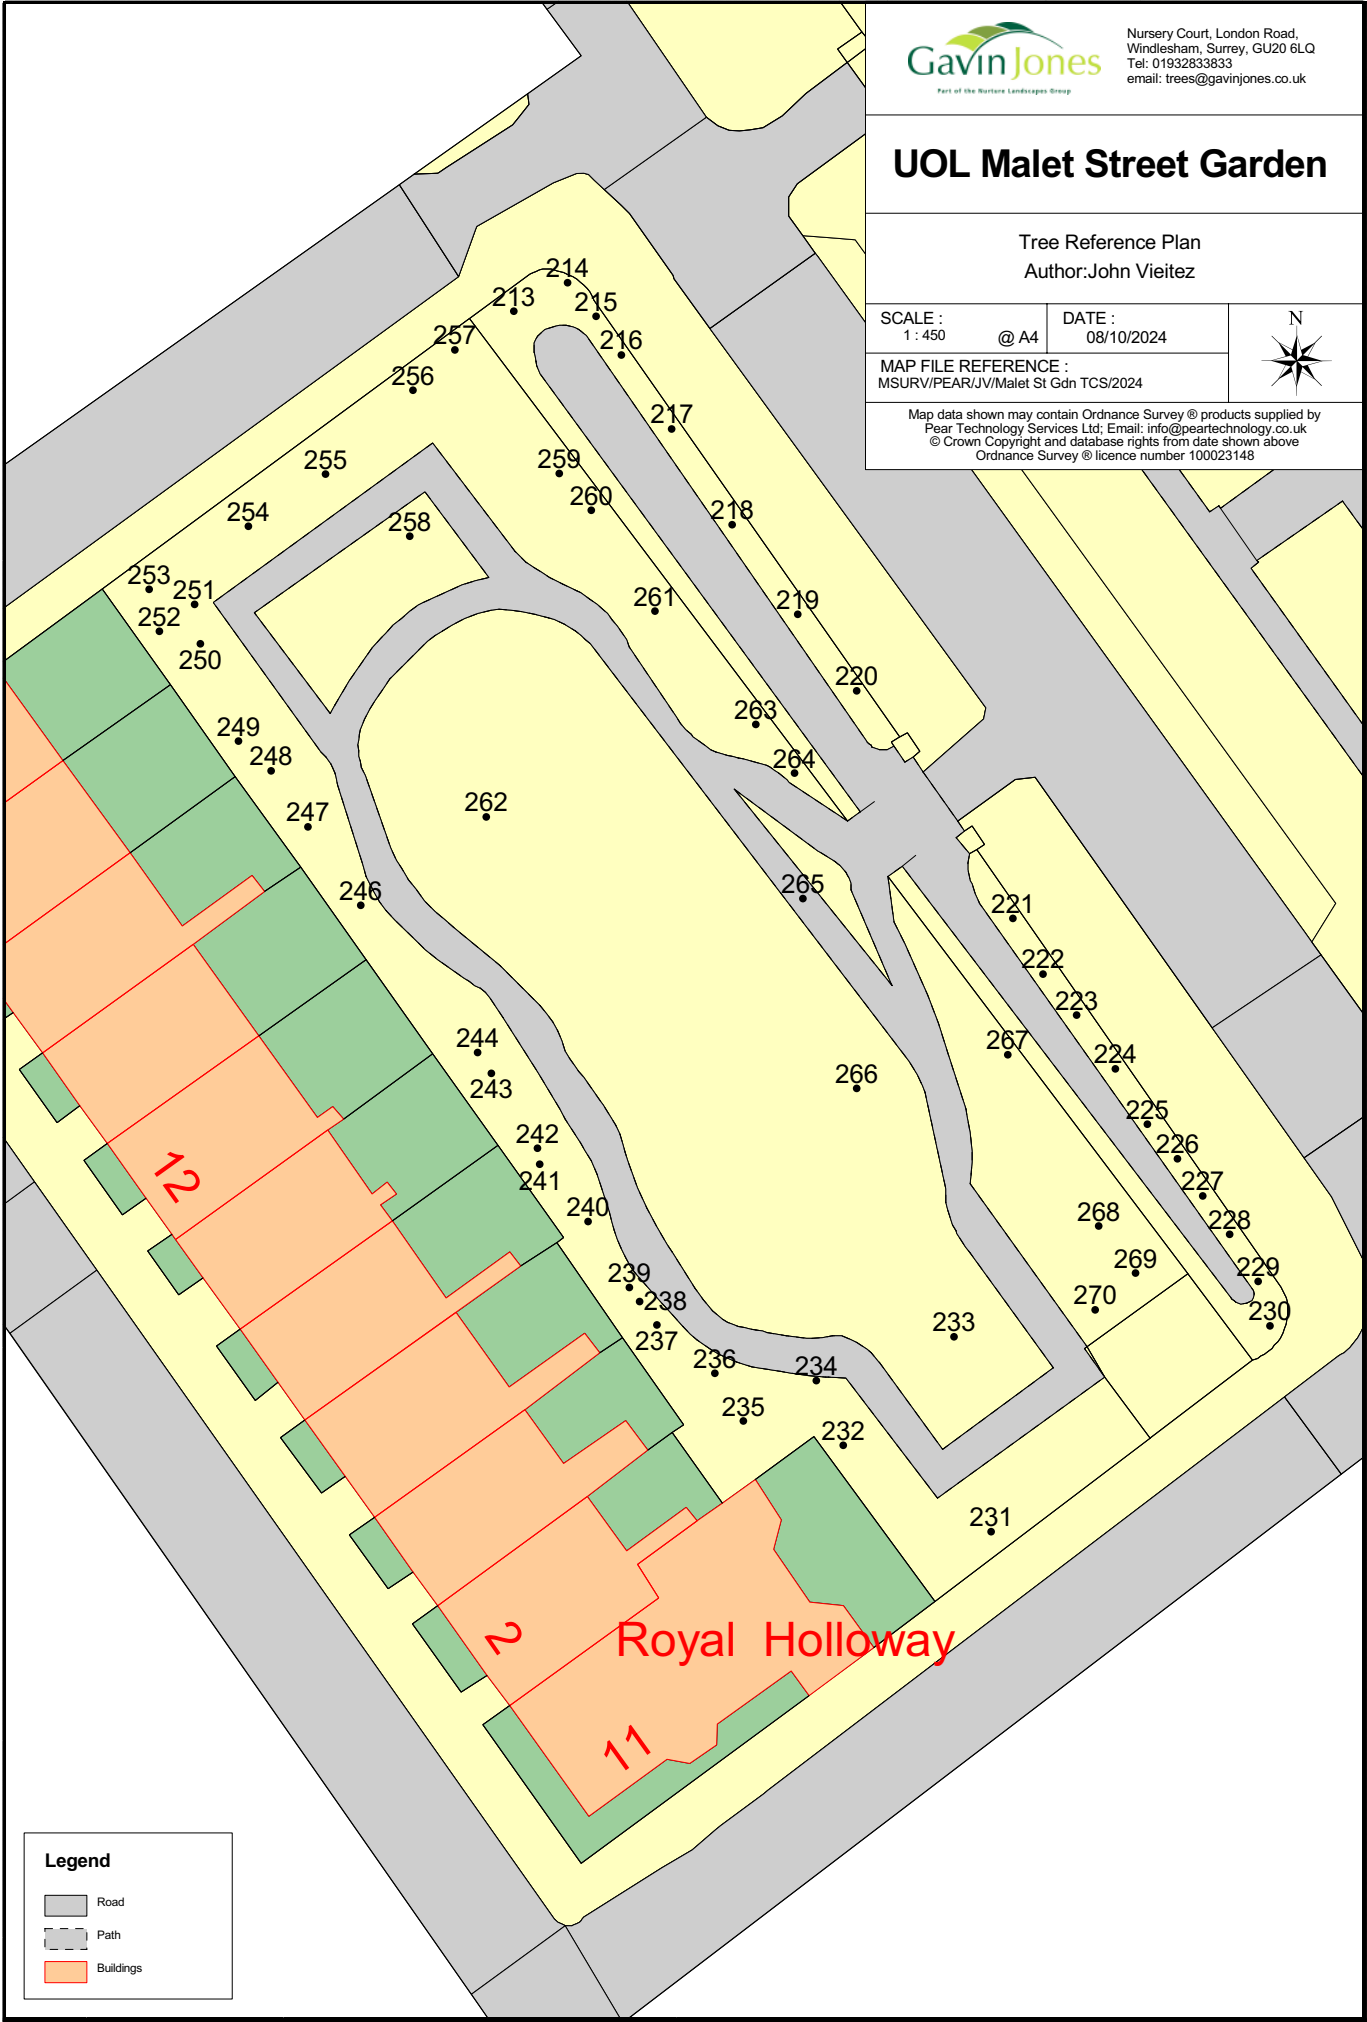 GavinJones
Part of the Nurture Landscapes Group
Nursery Court, London Road,
Windlesham, Surrey, GU20 6LQ
Tel: 01932833833
email: trees@gavinjones.co.uk
UOL Malet Street Garden
Tree Reference Plan
Author:John Vieitez
SCALE :
1 : 450 @ A4
DATE :
08/10/2024
N
MAP FILE REFERENCE :
MSURV/PEAR/JV/Malet St Gdn TCS/2024
Map data shown may contain Ordnance Survey ® products supplied by
Pear Technology Services Ltd; Email: info@peartechnology.co.uk
© Crown Copyright and database rights from date shown above
Ordnance Survey ® licence number 100023148
214
213
215
257
216
256
217
255
259
260
254
218
258
253
251
261
219
252
250
220
263
249
248
264
262
247
265
246
221
222
223
244
267
224
243
266
225
242
226
241
227
240
268
228
269
239
229
238
270
230
237
233
236
234
235
232
231
12
2
Royal Holloway
11
Legend
Road
Path
Buildings